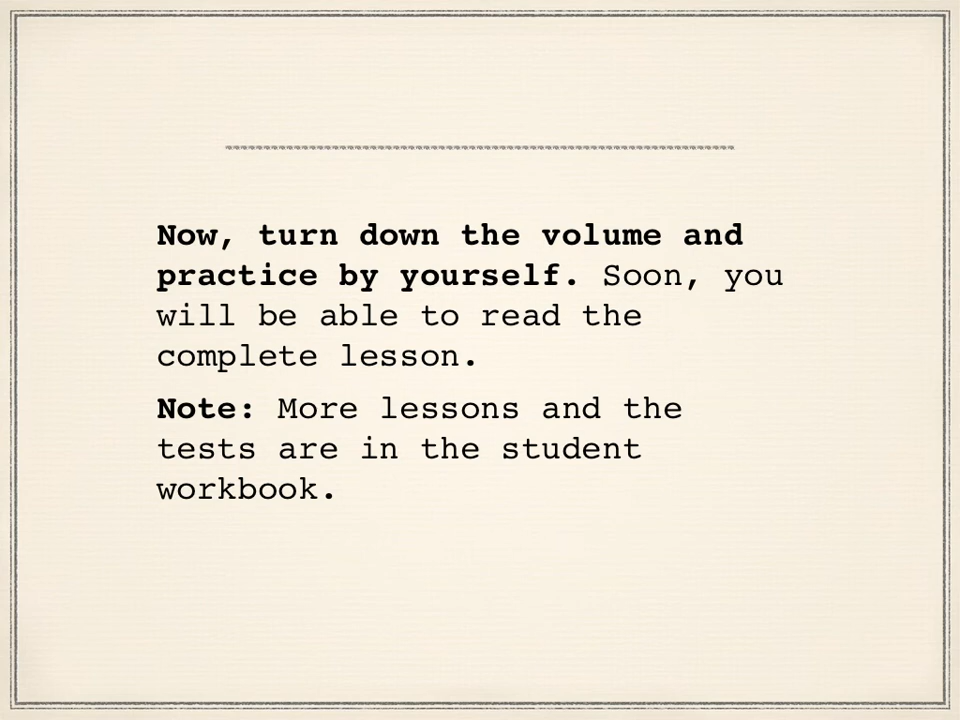 Now, turn down the volume and
practice by yourself. Soon, you
will be able to read the
complete lesson.
Note: More lessons and the
tests are in the student
workbook.